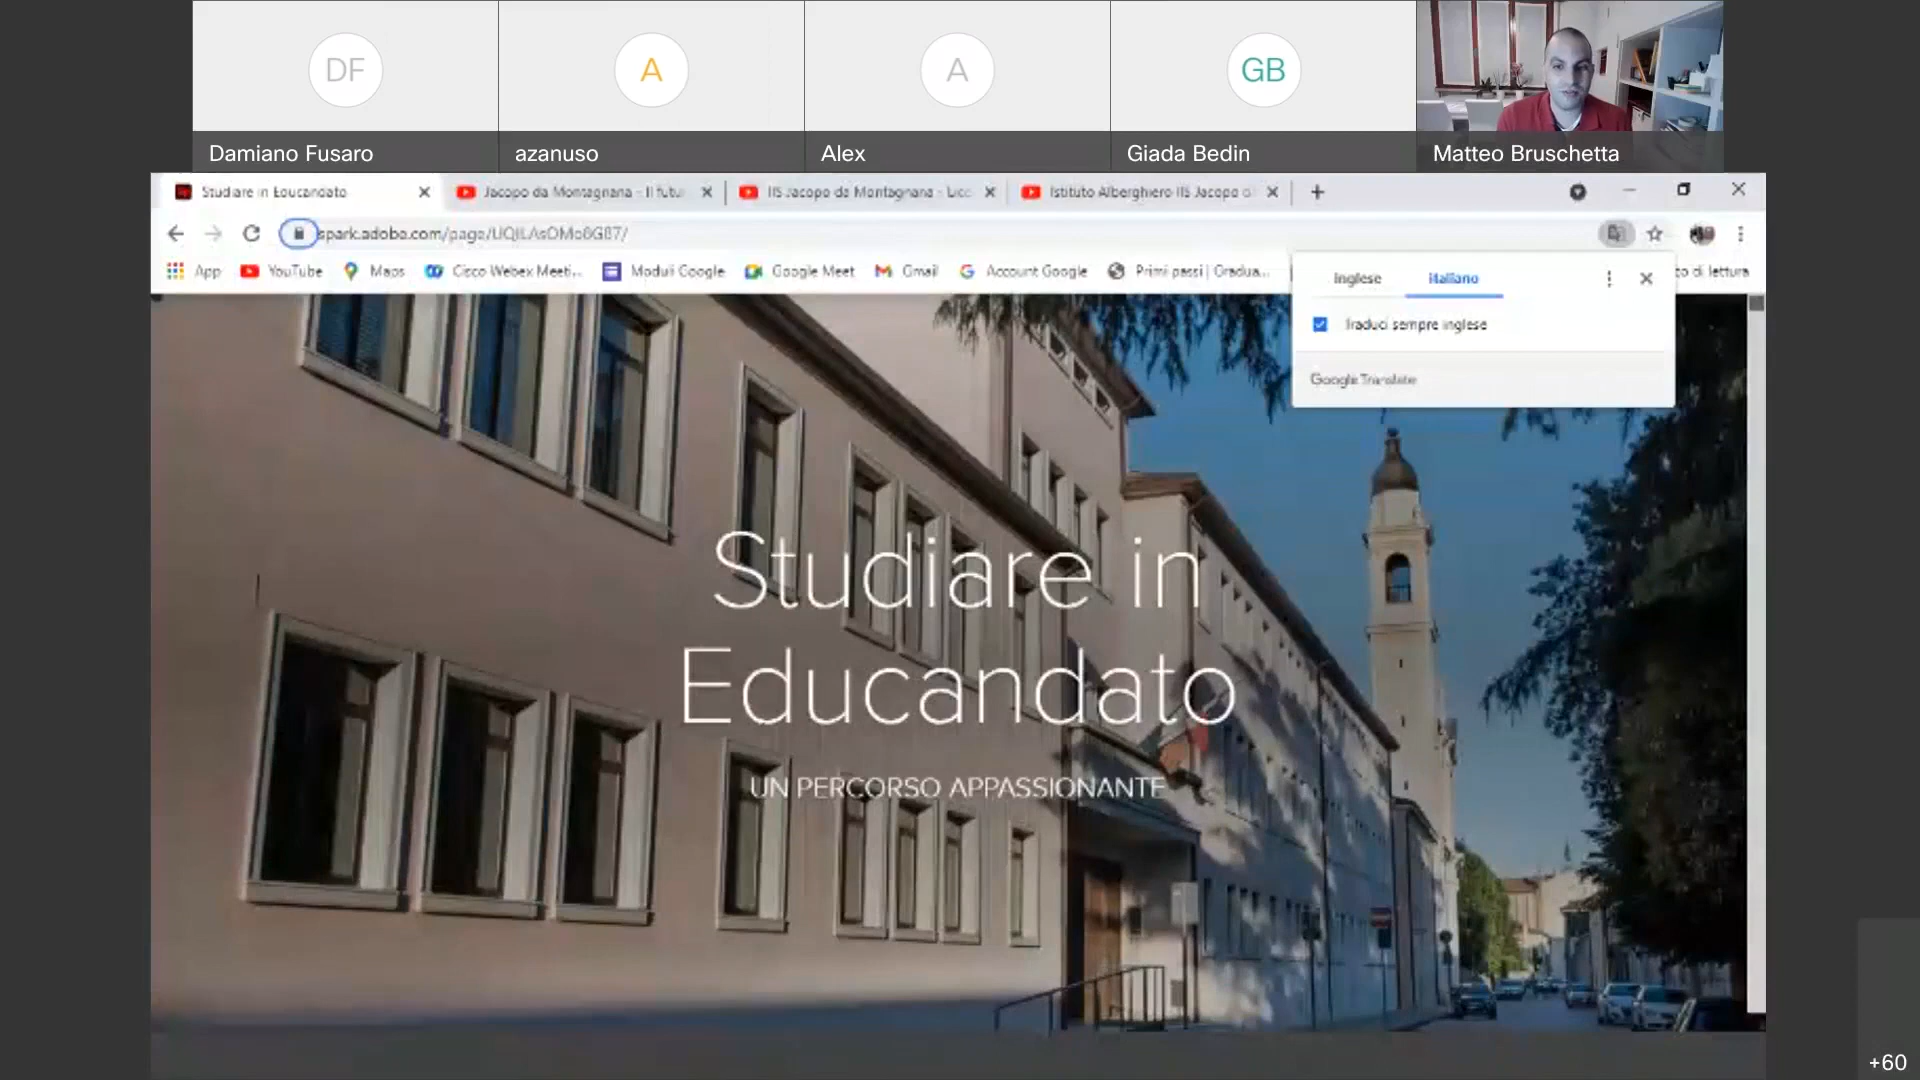 DF
A
A
GB
Damiano Fusaro
azanuso
Alex
Giada Bedin
Matteo Bruschetta
Studiare in Educandato
Jacopo da Montagnana - Il futu
IIS Jacopo da Montagnana - Lice
Istituto Alberghiero IIS Jacopo d
spark.adobe.com/page/
App
YouTube
Maps
Cisco Webex Meeti...
Moduli Google
Google Meet
Gmail
Account Google
Primi passi | Gradua...
co di lettura
Inglese
Italiano
Traduci sempre inglese
Google Translate
Studiare in
Educandato
UN PERCORSO APPASSIONANTE
+60